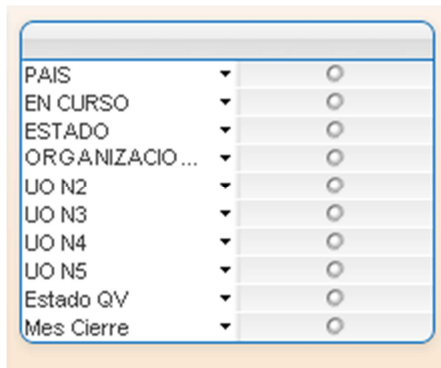 PAIS
EN CURSO
ESTADO
ORGANIZACIO...
UO N2
UO N3
UO N4
UO N5
Estado QV
Mes Cierre